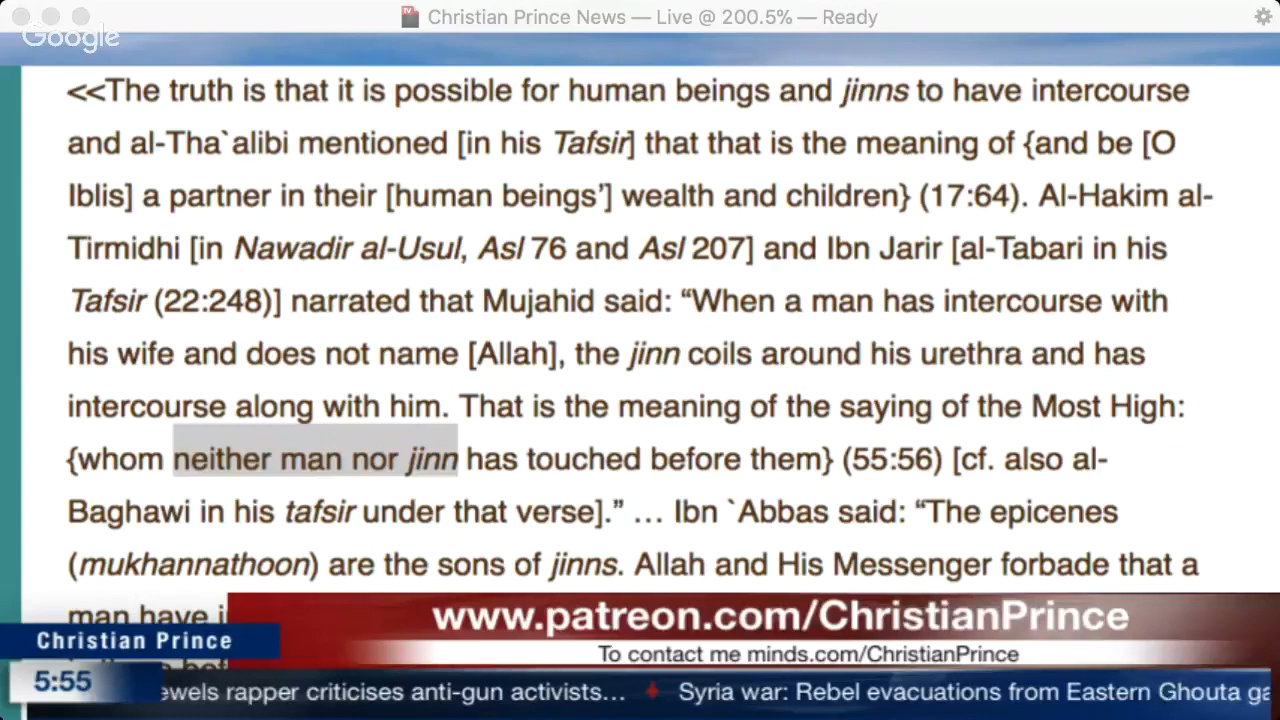 Christian Prince News — Live @ 200.5% — Ready
Google
<<The truth is that it is possible for human beings and jinns to have intercourse
and al-Tha`alibi mentioned [in his Tafsir] that that is the meaning of {and be [O
Iblis] a partner in their [human beings’] wealth and children} (17:64). Al-Hakim al-
Tirmidhi [in Nawadir al-Usul, Asl 76 and Asl 207] and Ibn Jarir [al-Tabari in his
Tafsir (22:248)] narrated that Mujahid said: “When a man has intercourse with
his wife and does not name [Allah], the jinn coils around his urethra and has
intercourse along with him. That is the meaning of the saying of the Most High:
{whom neither man nor jinn has touched before them} (55:56) [cf. also al-
Baghawi in his tafsir under that verse].” … Ibn `Abbas said: “The epicenes
(mukhannathoon) are the sons of jinns. Allah and His Messenger forbade that a
man have
www.patreon.com/ChristianPrince
Christian Prince
To contact me minds.com/ChristianPrince
5:55
ewels rapper criticises anti-gun activists... Syria war: Rebel evacuations from Eastern Ghouta ga